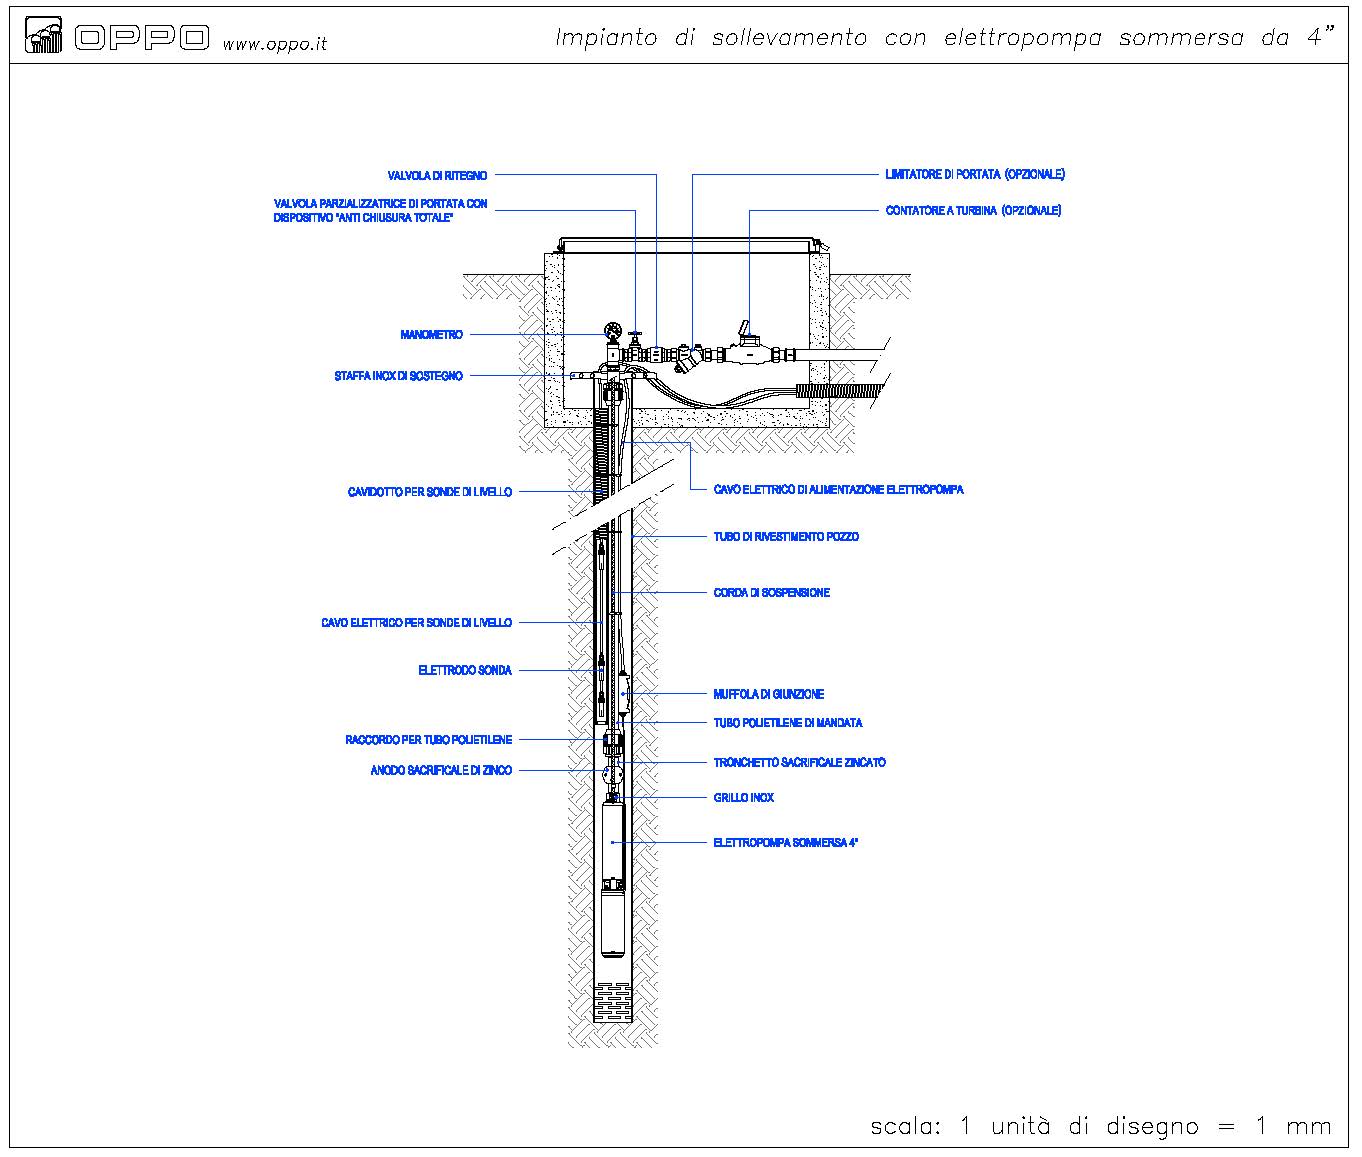 OPPO www.oppo.it
Impianto di sollevamento con elettropompa sommersa da 4”
VALVOLA DI RITEGNO
LIMITATORE DI PORTATA (OPZIONALE)
VALVOLA PARZIALIZZATRICE DI PORTATA CON
DISPOSITIVO "ANTI CHIUSURA TOTALE"
CONTATORE A TURBINA (OPZIONALE)
MANOMETRO
STAFFA INOX DI SOSTEGNO
CAVIDOTTO PER SONDE DI LIVELLO
CAVO ELETTRICO DI ALIMENTAZIONE ELETTROPOMPA
TUBO DI RIVESTIMENTO POZZO
CORDA DI SOSPENSIONE
CAVO ELETTRICO PER SONDE DI LIVELLO
ELETTRODO SONDA
MUFFOLA DI GIUNZIONE
TUBO POLIETILENE DI MANDATA
RACCORDO PER TUBO POLIETILENE
TRONCHETTO SACRIFICALE ZINCATO
ANODO SACRIFICALE DI ZINCO
GRILLO INOX
ELETTROPOMPA SOMMERSA 4"
scala: 1 unità di disegno = 1 mm